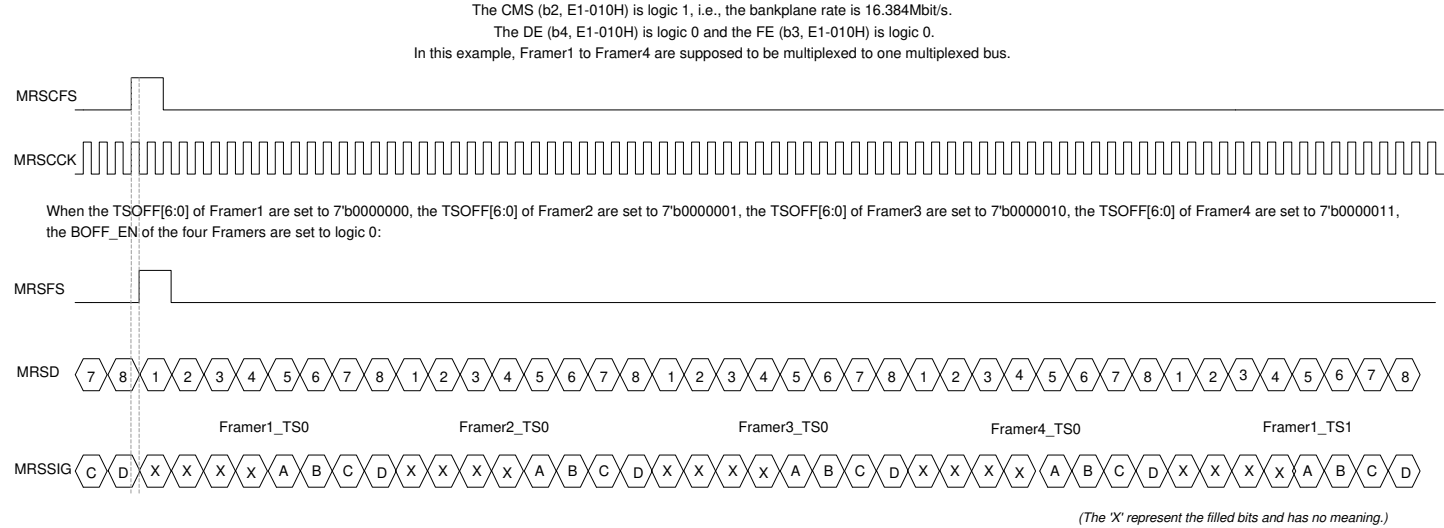 The CMS (b2, E1-010H) is logic 1, i.e., the bankplane rate is 16.384Mbit/s.
The DE (b4, E1-010H) is logic 0 and the FE (b3, E1-010H) is logic 0.
In this example, Framer1 to Framer4 are supposed to be multiplexed to one multiplexed bus.
MRSCFS
MRSCCK
When the TSOFF[6:0] of Framer1 are set to 7'b0000000, the TSOFF[6:0] of Framer2 are set to 7'b0000001, the TSOFF[6:0] of Framer3 are set to 7'b0000010, the TSOFF[6:0] of Framer4 are set to 7'b0000011,
the BOFF_EN of the four Framers are set to logic 0:
MRSFS
MRSD 7 8 1 2 3 4 5 6 7 8 1 2 3 4 5 6 7 8 1 2 3 4 5 6 7 8 1 2 3 4 5 6 7 8 1 2 3 4 5 6 7 8
Framer1_TS0 Framer2_TS0 Framer3_TS0 Framer4_TS0 Framer1_TS1
MRSSIG C D X X X X A B C D X X X X A B C D X X X X A B C D X X X X A B C D X X X X A B C D
(The 'X' represent the filled bits and has no meaning.)